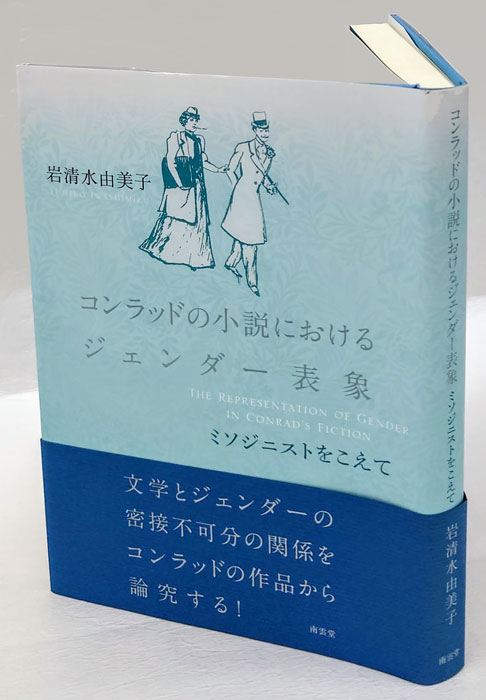 岩清水由美子
YUMIKO IWASHIMIZU
コンラッドの小説における
ジェンダー表象
THE REPRESENTATION OF GENDER
IN CONRAD'S FICTION
ミソジニストをこえて
文学とジェンダーの
密接不可分の関係を
コンラッドの作品から
論究する!
南雲堂
コンラッドの小説におけるジェンダー表象 ミソジニストをこえて
岩清水由美子
南雲堂